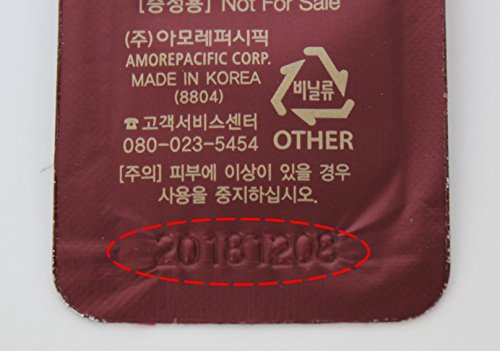 [증정용] Not For Sale
(주)아모레퍼시픽
AMOREPACIFIC CORP.
MADE IN KOREA
(8804)
비닐류
OTHER
☎고객서비스센터
080-023-5454
[주의] 피부에 이상이 있을 경우
사용을 중지하십시오.
20181208